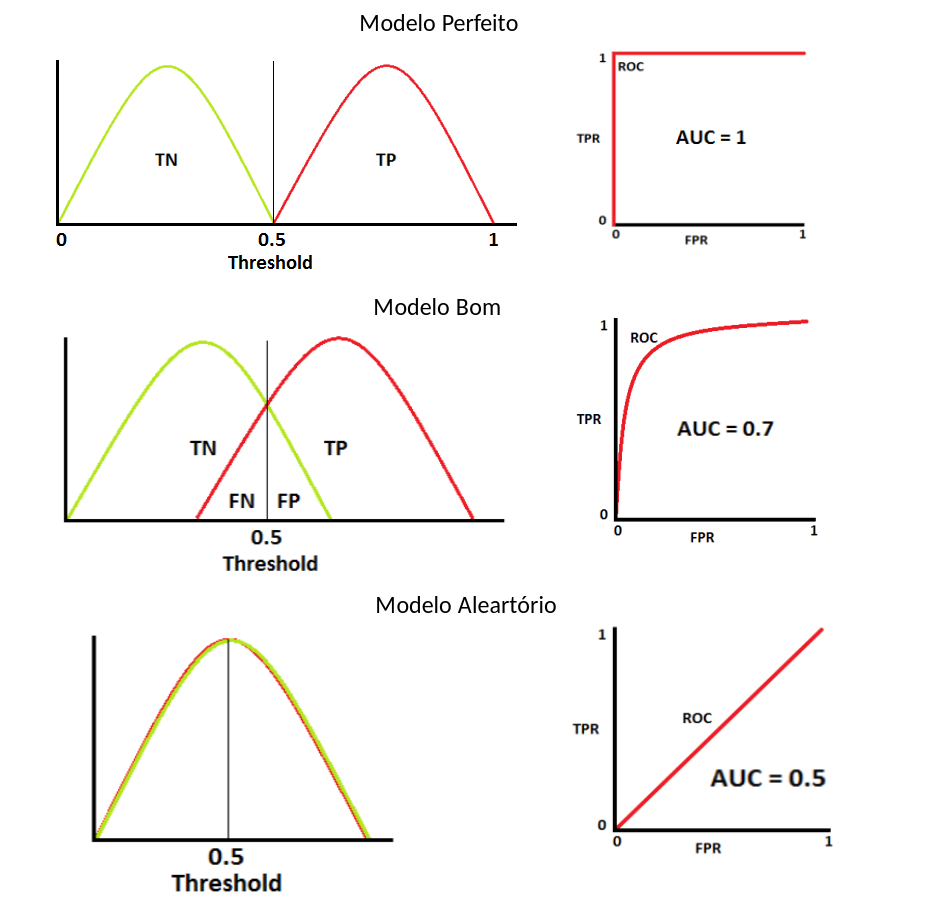 Modelo Perfeito
TN
TP
0
0.5
1
Threshold
1
ROC
TPR
AUC = 1
0
0
FPR
1
Modelo Bom
TN
TP
FN
FP
0.5
Threshold
1
ROC
TPR
AUC = 0.7
0
0
FPR
1
Modelo Aleartório
0.5
Threshold
1
TPR
ROC
AUC = 0.5
0
0
FPR
1